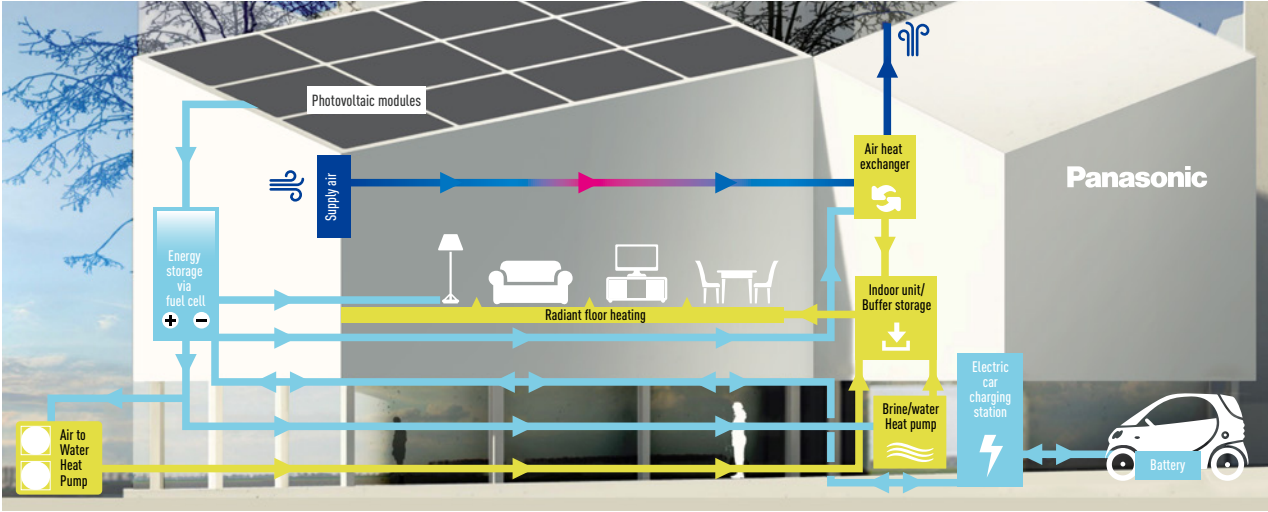 Photovoltaic modules
Air heat
exchanger
Panasonic
Supply air
Energy
storage
via
fuel cell
+ −
Indoor unit/
Buffer storage
Radiant floor heating
Electric
car
charging
station
Brine/water
Heat pump
Air to
Water
Heat
Pump
Battery